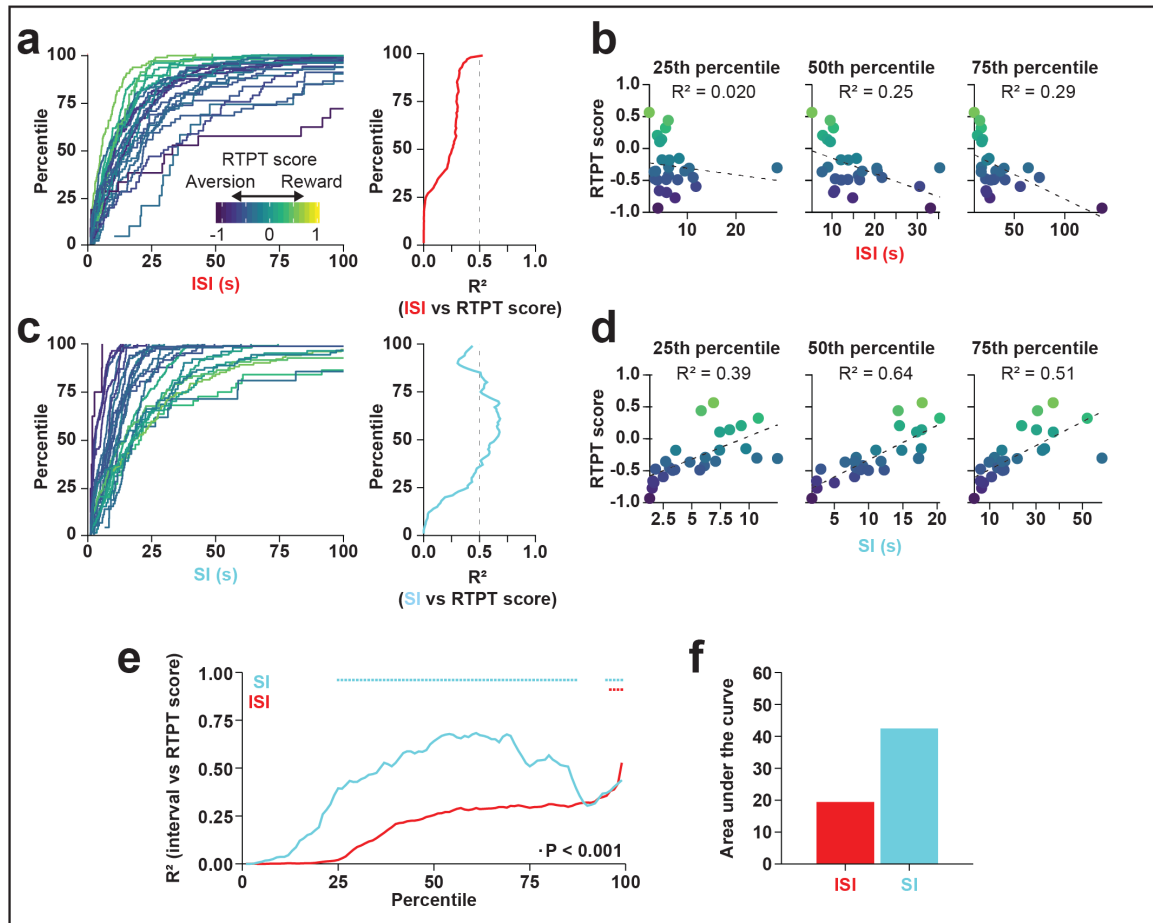 a
100
75
50
25
0
Percentile
RTPT score
Aversion
Reward
-1
0
1
0
25
50
75
100
ISI (s)
100
75
50
25
0
Percentile
0.0
0.5
1.0
R²
(ISI vs RTPT score)
b
25th percentile
R² = 0.020
50th percentile
R² = 0.25
75th percentile
R² = 0.29
RTPT score
1.0
0.5
0.0
-0.5
-1.0
10
20
10
20
30
50
100
ISI (s)
c
100
75
50
25
0
Percentile
0
25
50
75
100
SI (s)
100
75
50
25
0
Percentile
0.0
0.5
1.0
R²
(SI vs RTPT score)
d
25th percentile
R² = 0.39
50th percentile
R² = 0.64
75th percentile
R² = 0.51
RTPT score
1.0
0.5
0.0
-0.5
-1.0
2.5
5
7.5
10
5
10
15
20
10
30
50
SI (s)
e
R² (interval vs RTPT score)
1.00
0.75
0.50
0.25
0.00
SI
ISI
· P < 0.001
0
25
50
75
100
Percentile
f
Area under the curve
60
50
40
30
20
10
0
ISI
SI